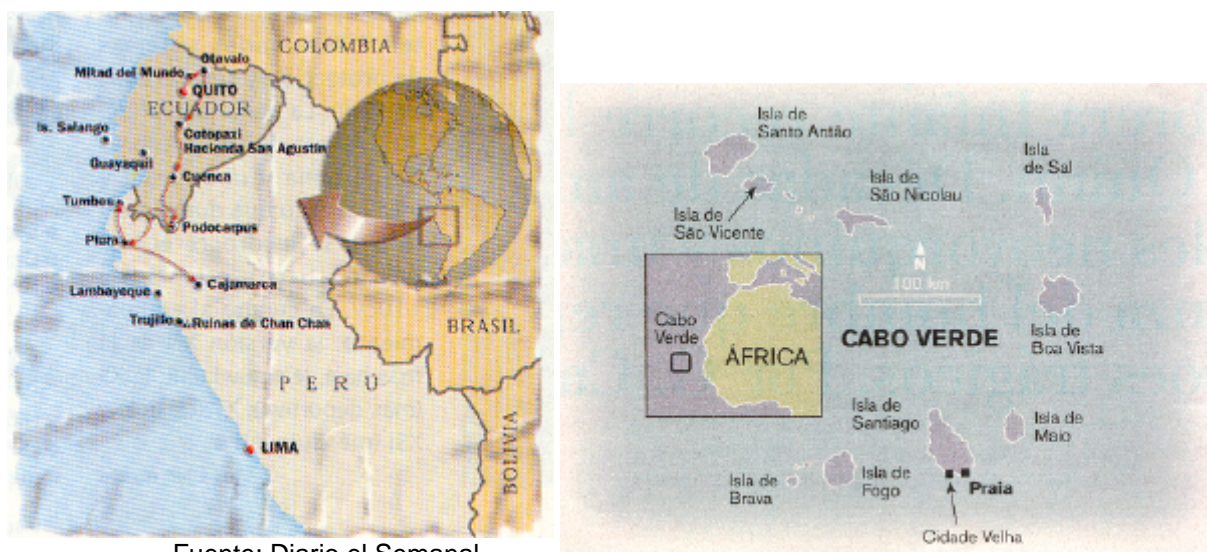 COLOMBIA
Otavalo
Mitad del Mundo
QUITO
ECUADOR
Is. Salango
Cotopaxi
Hacienda San Agustín
Guayaquil
Cuenca
Tumbes
Podocarpus
Piura
Cajamarca
Lambayeque
Trujillo
Ruinas de Chan Chan
BRASIL
PERÚ
LIMA
BOLIVIA
Fuente: Diario el Semanal
Isla de
Santo Antão
Isla
de Sal
Isla de
São Nicolau
Isla de
São Vicente
N
100 km
Cabo
Verde
ÁFRICA
CABO VERDE
Isla de
Boa Vista
Isla de
Santiago
Isla de
Maio
Isla de
Brava
Isla de
Fogo
Praia
Cidade Velha